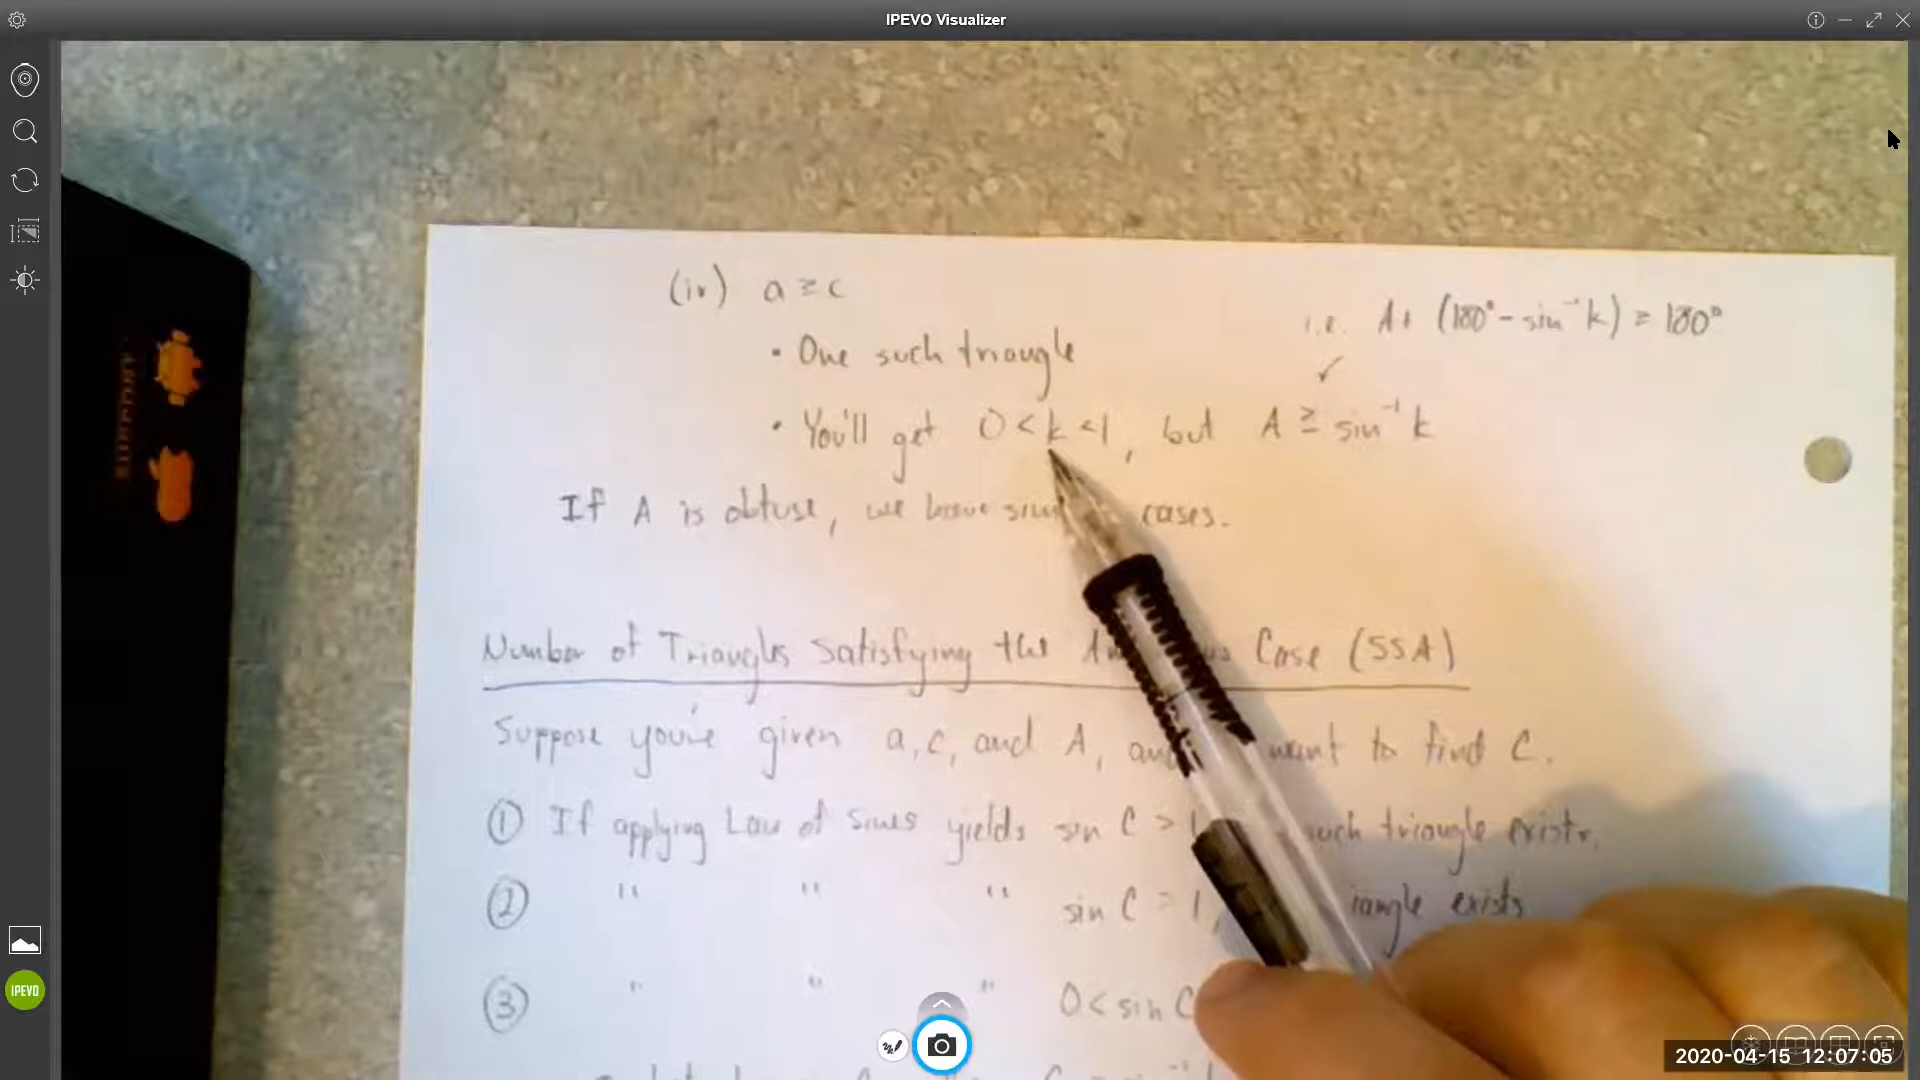 IPEVO Visualizer
(iv) a ≥ c
i.e. A + (180° - sin⁻¹ k) ≥ 180°
• One such triangle
• You'll get 0 < k < 1, but A ≥ sin⁻¹ k
If A is obtuse, we have cases.
Number of Triangles Satisfying the Case (SSA)
Suppose you're given a, c, and A, want to find C.
① If applying Law of Sines yields sin C > 1 such triangle exists.
② " " " sin C = 1, exists
③ " " " 0 < sin C
IPEVO
2020-04-15 12:07:05